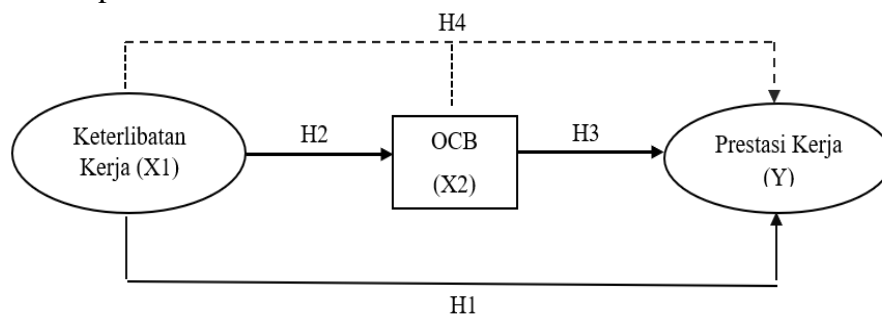 H4
Keterlibatan
Kerja (X1)
H2
OCB
(X2)
H3
Prestasi Kerja
(Y)
H1